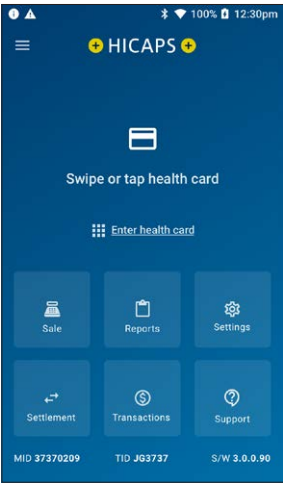 100% 12:30pm
HICAPS
Swipe or tap health card
Enter health card
Sale Reports Settings
Settlement Transactions Support
MID 37370209 TID JG3737 S/W 3.0.0.90